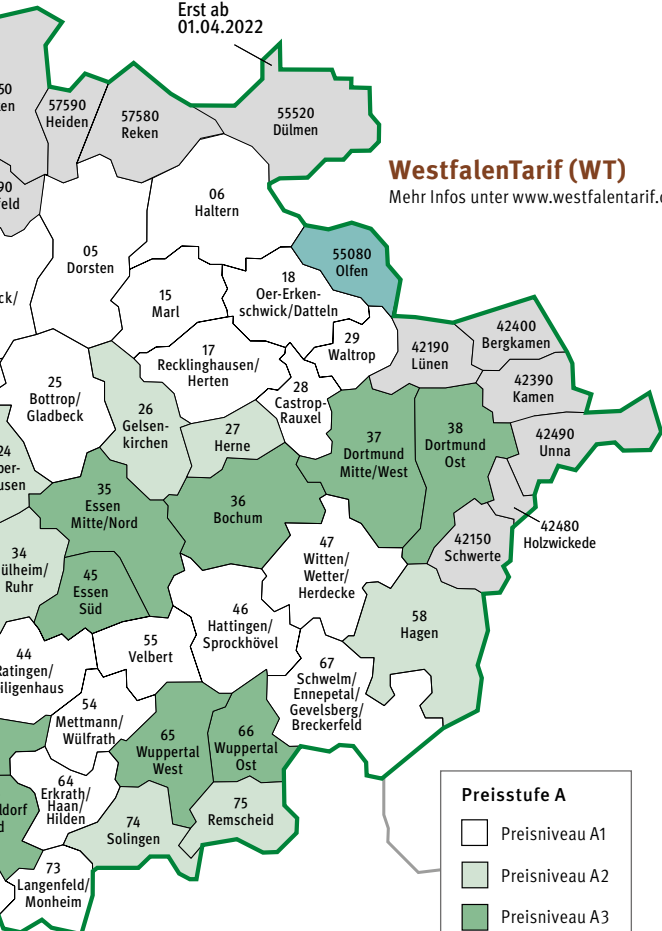 Erst ab
01.04.2022
57590
Heiden
57580
Reken
55520
Dülmen
WestfalenTarif (WT)
Mehr Infos unter www.westfalentarif.
06
Haltern
05
Dorsten
55080
Olfen
15
Marl
18
Oer-Erken-
schwick/Datteln
29
Waltrop
42190
Lünen
42400
Bergkamen
42390
Kamen
42490
Unna
17
Recklinghausen/
Herten
28
Castrop-
Rauxel
25
Bottrop/
Gladbeck
26
Gelsen-
kirchen
27
Herne
37
Dortmund
Mitte/West
38
Dortmund
Ost
35
Essen
Mitte/Nord
36
Bochum
42480
Holzwickede
42150
Schwerte
47
Witten/
Wetter/
Herdecke
34
ülheim/
Ruhr
45
Essen
Süd
46
Hattingen/
Sprockhövel
58
Hagen
44
Ratingen/
iligenhaus
55
Velbert
67
Schwelm/
Ennepetal/
Gevelsberg/
Breckerfeld
54
Mettmann/
Wülfrath
65
Wuppertal
West
66
Wuppertal
Ost
64
Erkrath/
Haan/
Hilden
74
Solingen
75
Remscheid
73
Langenfeld/
Monheim
Preisstufe A
Preisniveau A1
Preisniveau A2
Preisniveau A3